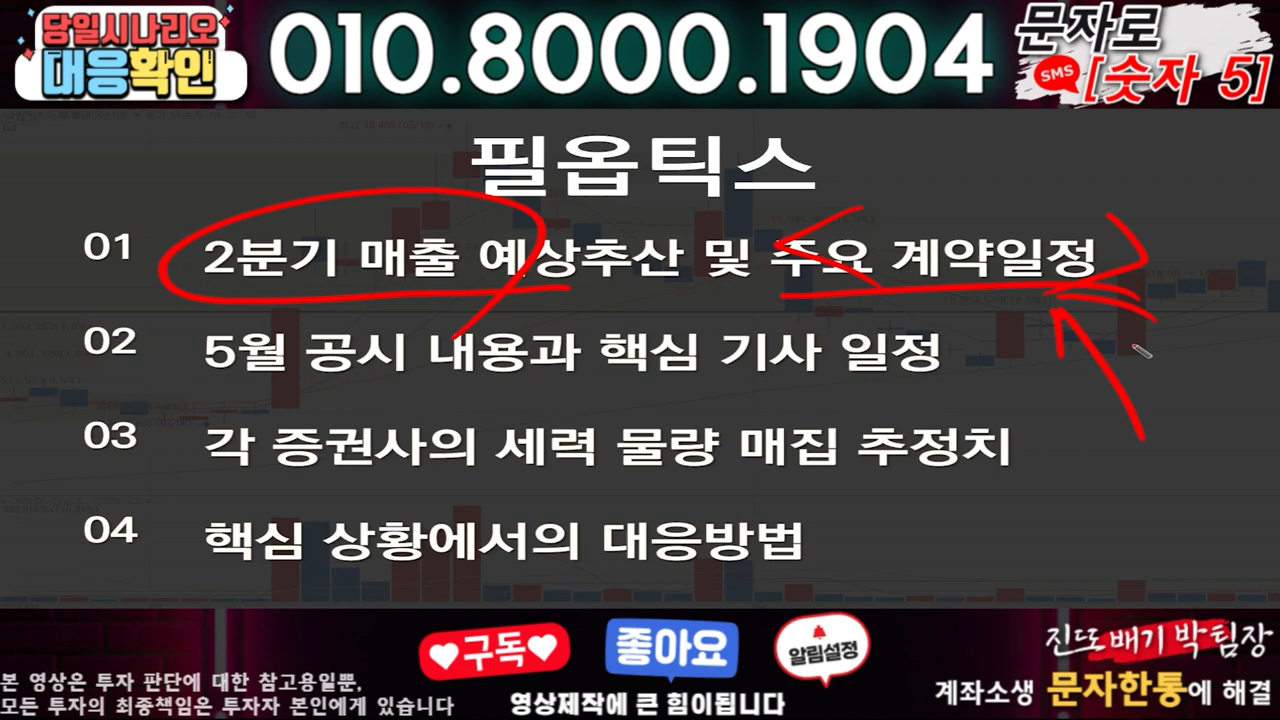 당일시나리오
대응확인
010.8000.1904
문자로
SMS
[숫자 5]
필옵틱스
01
2분기 매출 예상추산 및 주요 계약일정
02
5월 공시 내용과 핵심 기사 일정
03
각 증권사의 세력 물량 매집 추정치
04
핵심 상황에서의 대응방법
구독
좋아요
알림설정
진또배기 박팀장
본 영상은 투자 판단에 대한 참고용일뿐,
모든 투자의 최종책임은 투자자 본인에게 있습니다
영상제작에 큰 힘이됩니다
계좌소생 문자한통에 해결